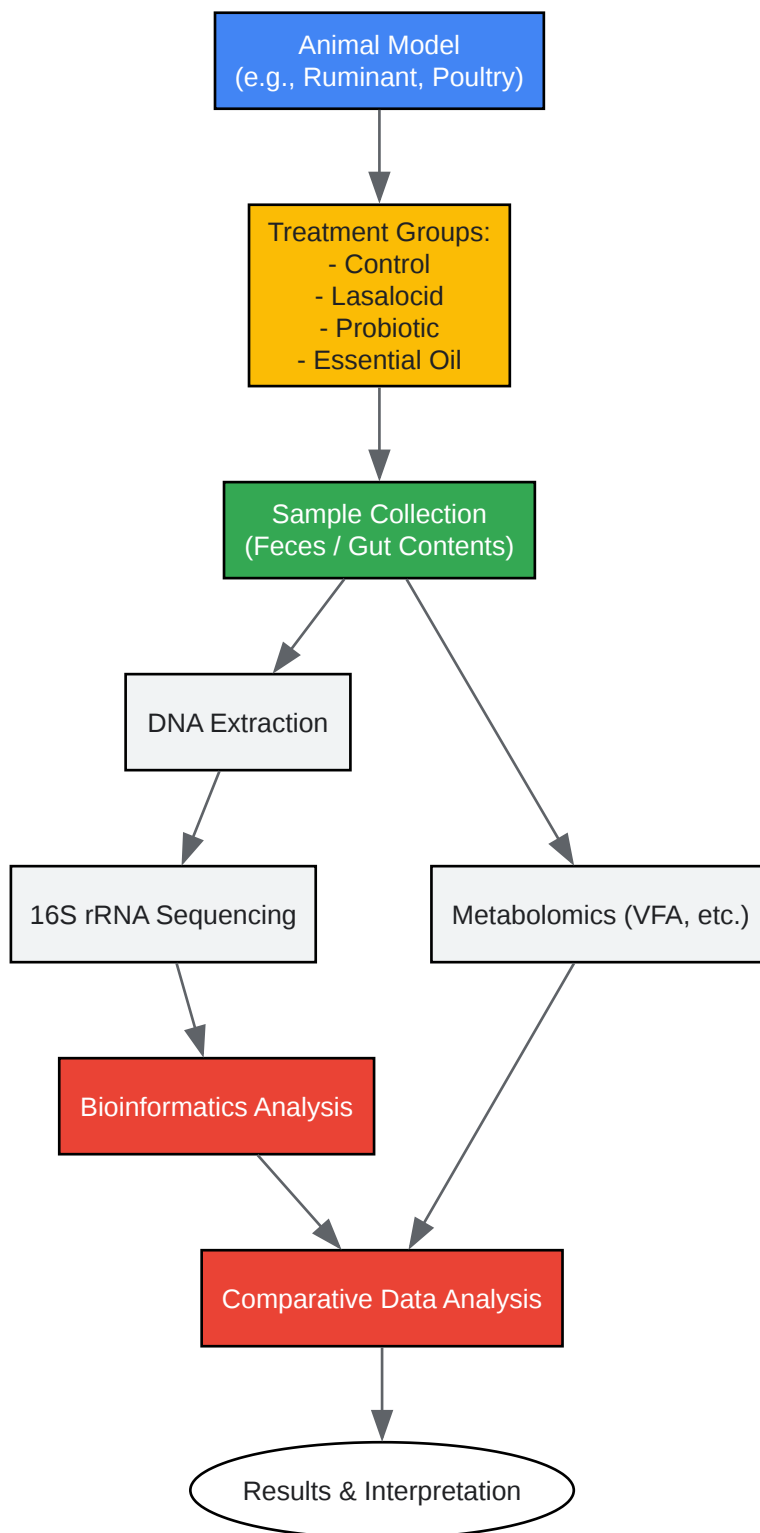 Animal Model
(e.g., Ruminant, Poultry)
Treatment Groups:
- Control
- Lasalocid
- Probiotic
- Essential Oil
Sample Collection
(Feces / Gut Contents)
DNA Extraction
16S rRNA Sequencing
Metabolomics (VFA, etc.)
Bioinformatics Analysis
Comparative Data Analysis
Results & Interpretation